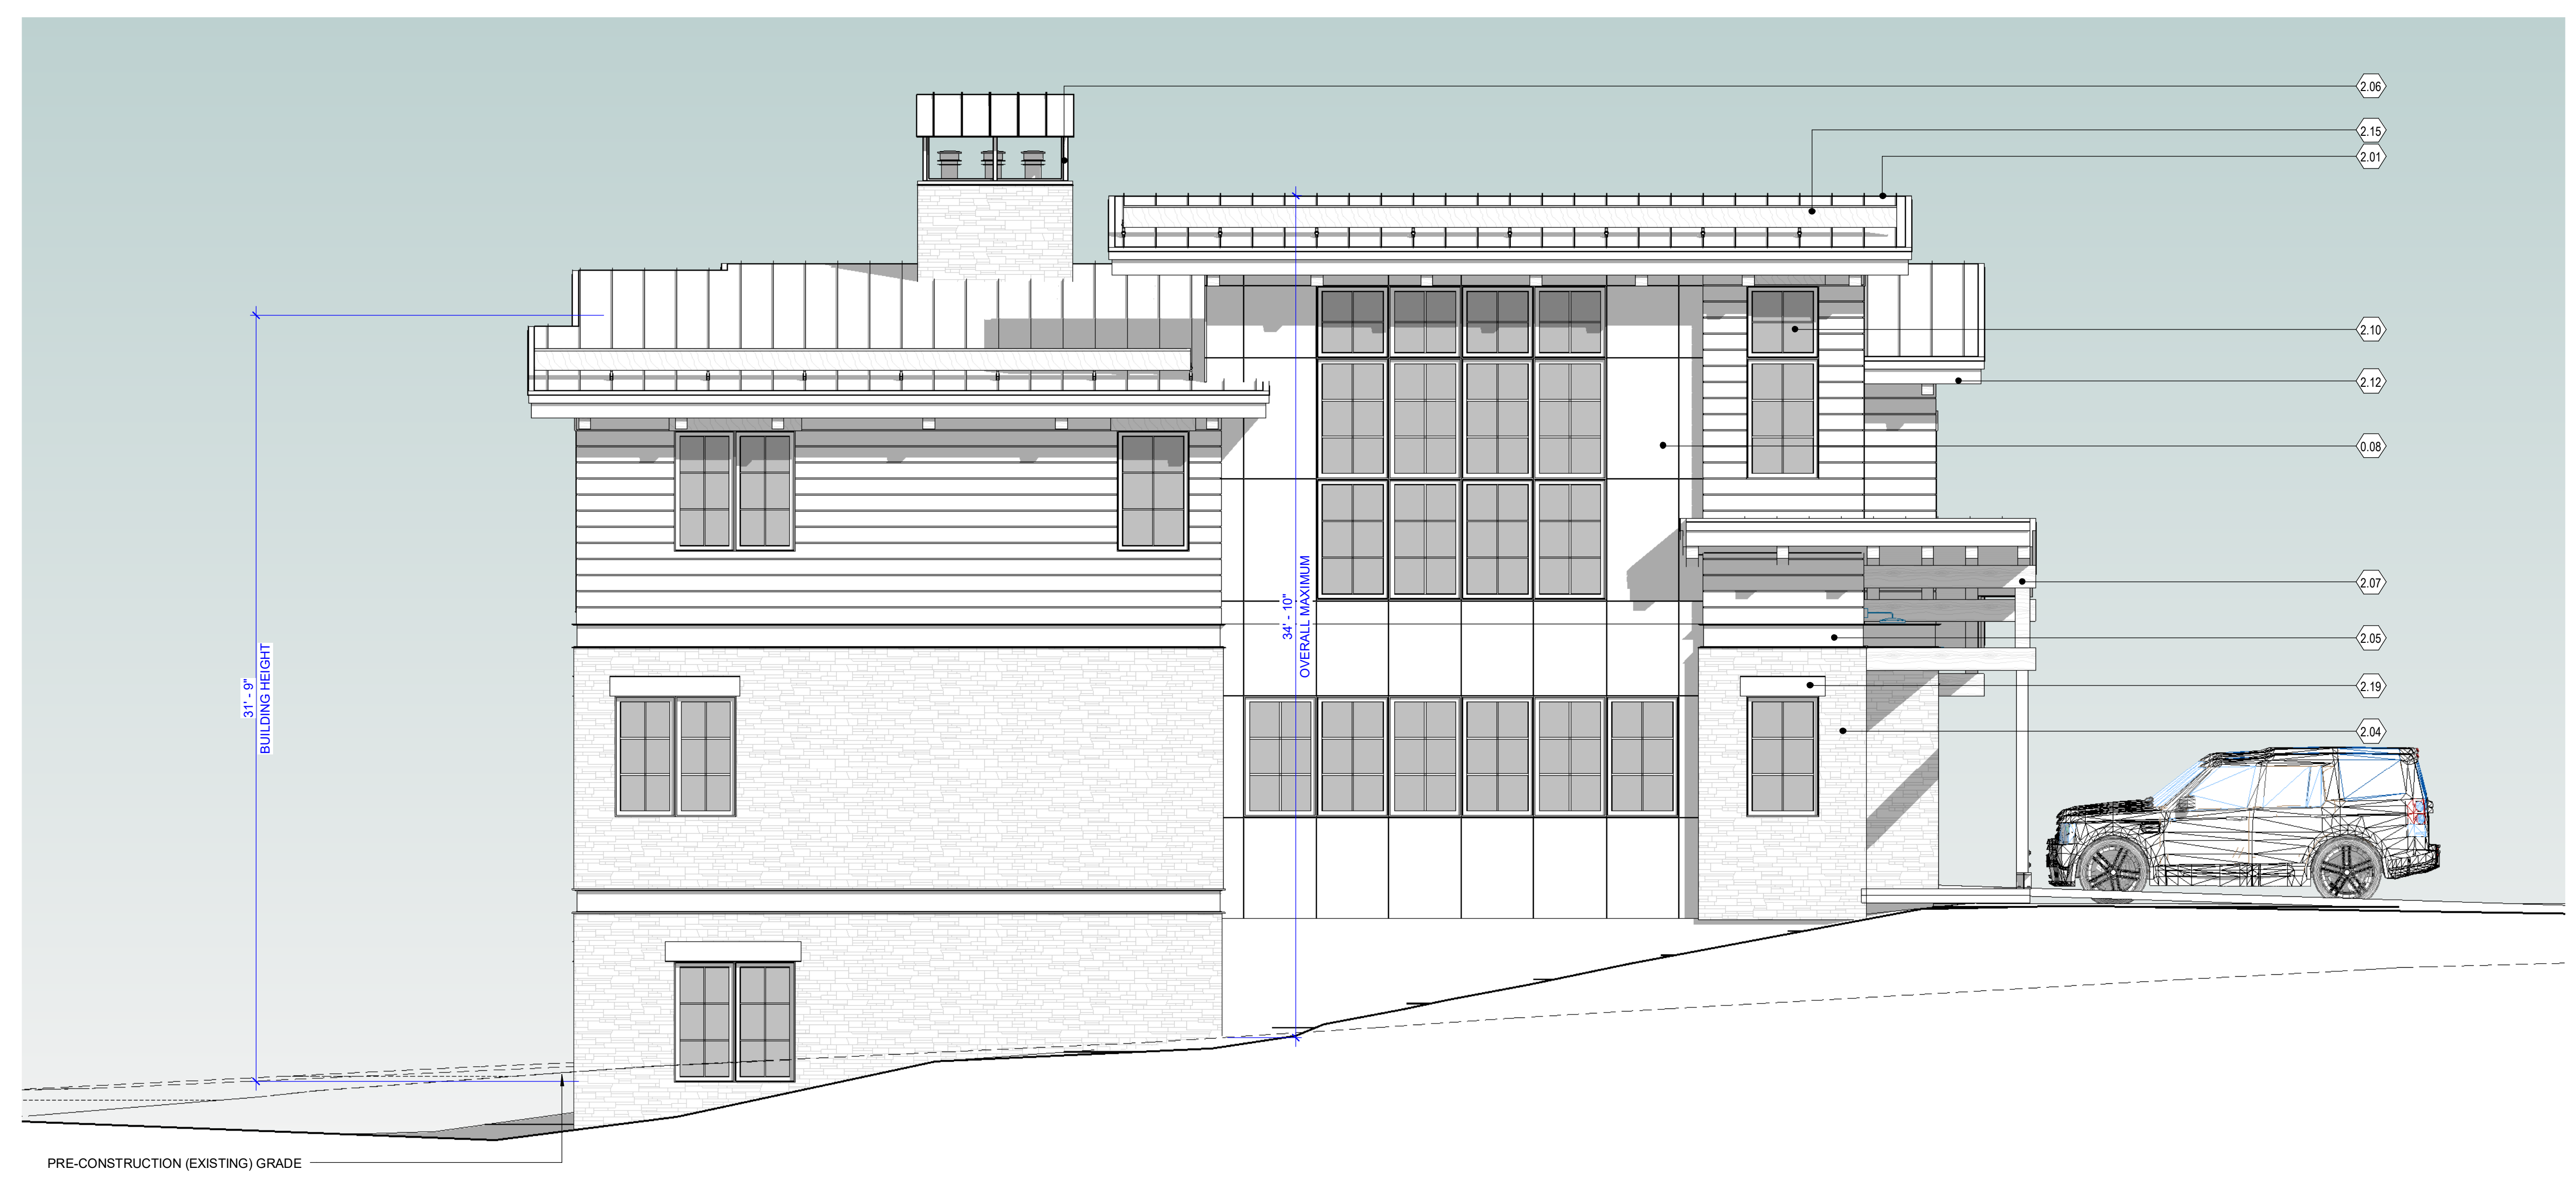 2.06
2.15
2.01
2.10
2.12
0.08
2.07
2.05
2.19
2.04
31' - 9"
BUILDING HEIGHT
34' - 10"
OVERALL MAXIMUM
PRE-CONSTRUCTION (EXISTING) GRADE